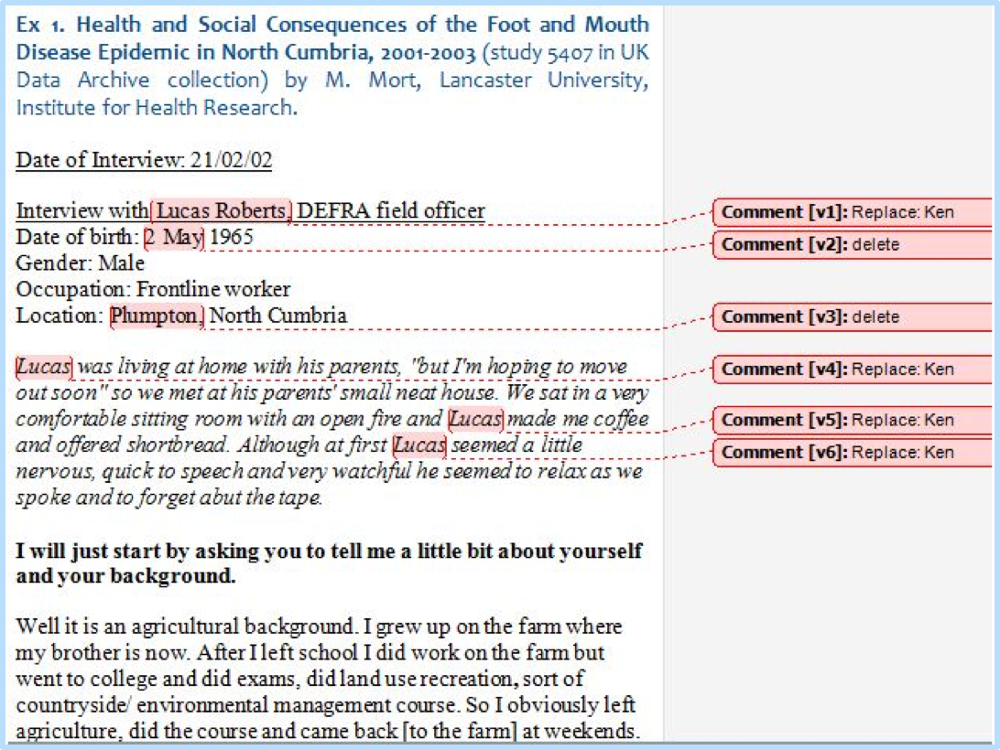 Ex 1. Health and Social Consequences of the Foot and Mouth
Disease Epidemic in North Cumbria, 2001-2003 (study 5407 in UK
Data Archive collection) by M. Mort, Lancaster University,
Institute for Health Research.
Date of Interview: 21/02/02
Interview with Lucas Roberts, DEFRA field officer
Comment [v1]: Replace: Ken
Date of birth: 2 May 1965
Comment [v2]: delete
Gender: Male
Occupation: Frontline worker
Location: Plumpton, North Cumbria
Comment [v3]: delete
Lucas was living at home with his parents, "but I'm hoping to move
Comment [v4]: Replace: Ken
out soon" so we met at his parents' small neat house. We sat in a very
comfortable sitting room with an open fire and Lucas made me coffee
Comment [v5]: Replace: Ken
and offered shortbread. Although at first Lucas seemed a little
Comment [v6]: Replace: Ken
nervous, quick to speech and very watchful he seemed to relax as we
spoke and to forget abut the tape.
I will just start by asking you to tell me a little bit about yourself
and your background.
Well it is an agricultural background. I grew up on the farm where
my brother is now. After I left school I did work on the farm but
went to college and did exams, did land use recreation, sort of
countryside/ environmental management course. So I obviously left
agriculture, did the course and came back [to the farm] at weekends.